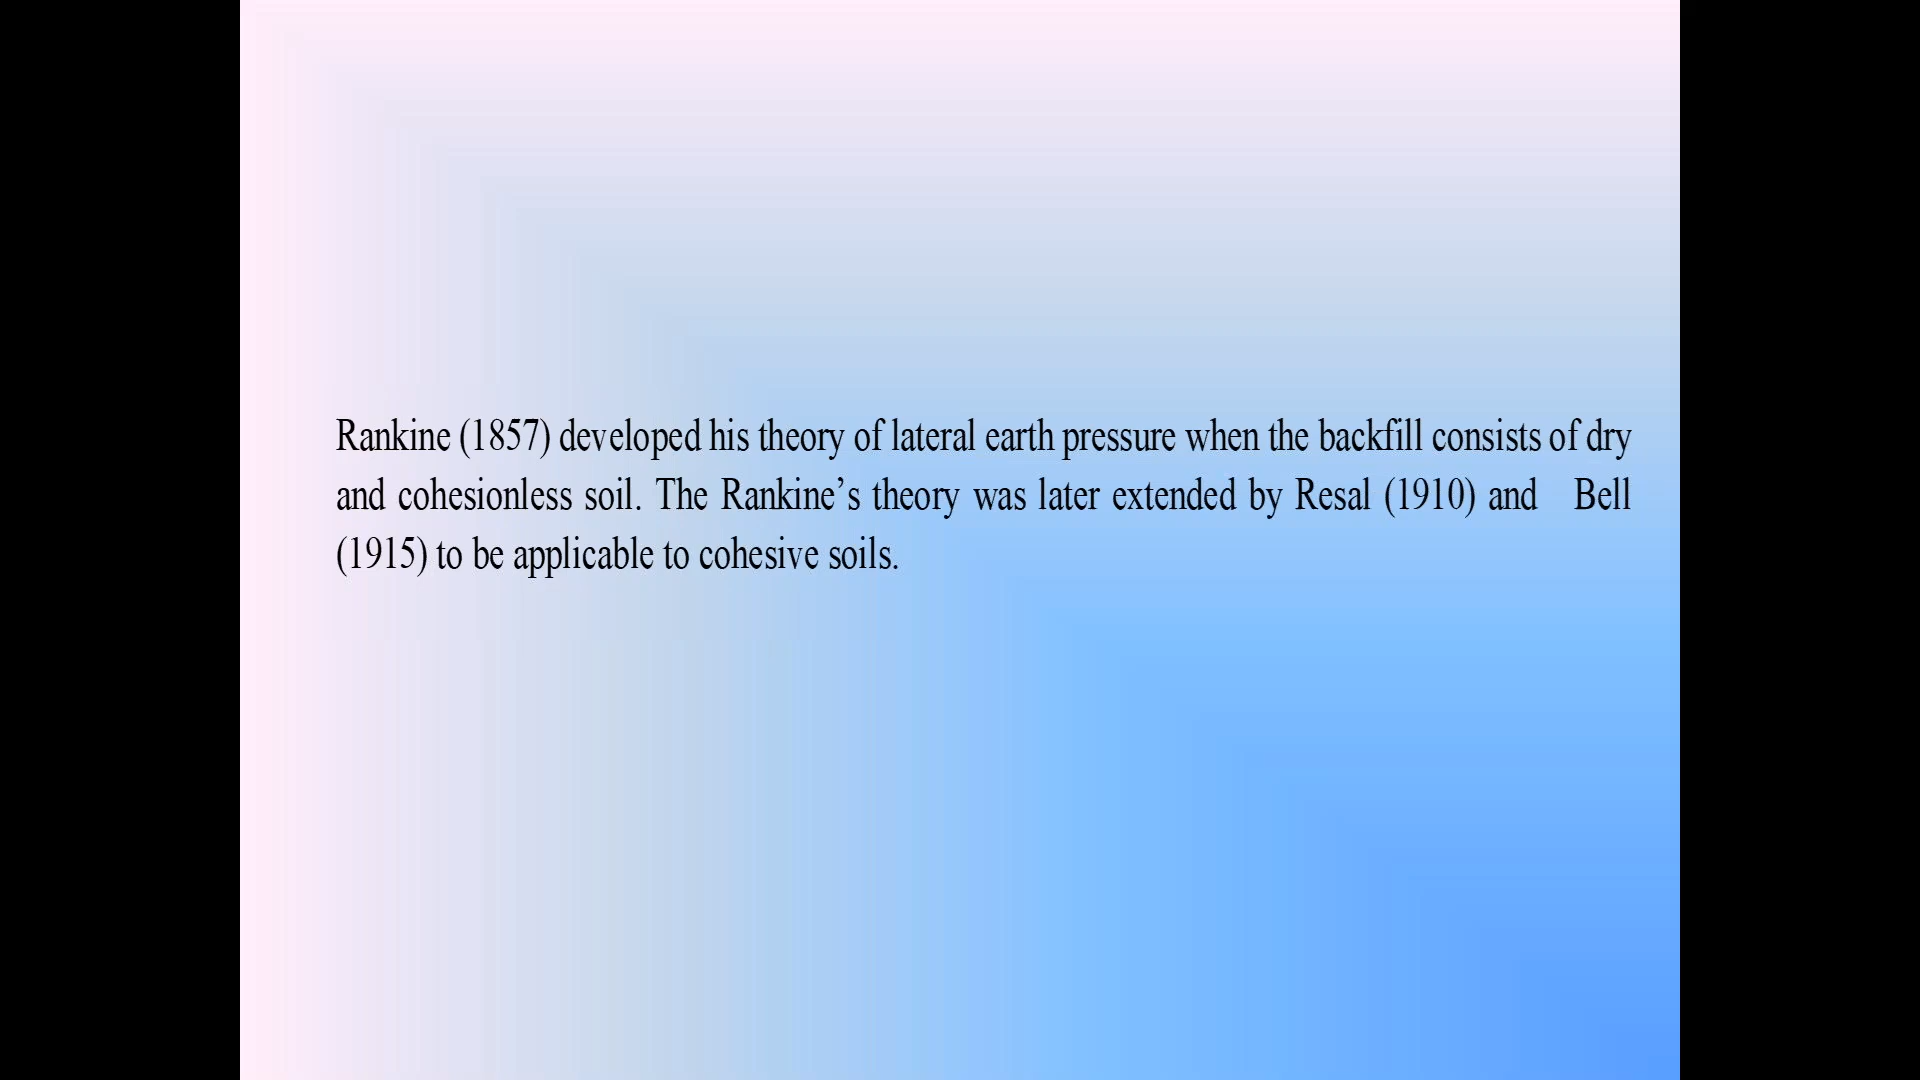 Rankine (1857) developed his theory of lateral earth pressure when the backfill consists of dry
and cohesionless soil. The Rankine’s theory was later extended by Resal (1910) and Bell
(1915) to be applicable to cohesive soils.